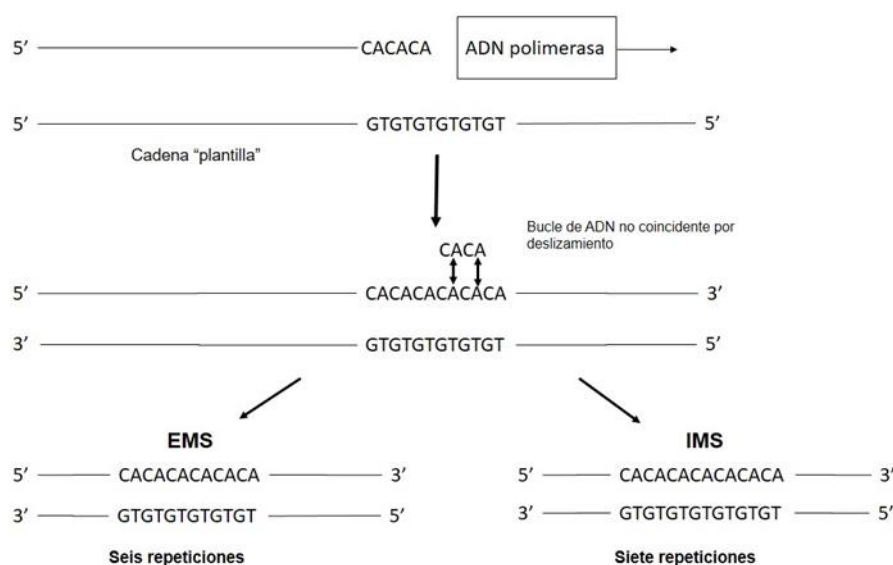 5′ CACACA ADN polimerasa
5′ GTGTGTGTGTGT 5′
Cadena “plantilla”
Bucle de ADN no coincidente por
deslizamiento
CACA
5′ CACACACACACA 3′
3′ GTGTGTGTGTGT 5′
EMS IMS
5′ CACACACACACA 3′ 5′ CACACACACACACA 3′
3′ GTGTGTGTGTGT 5′ 3′ GTGTGTGTGTGTGT 5′
Seis repeticiones Siete repeticiones